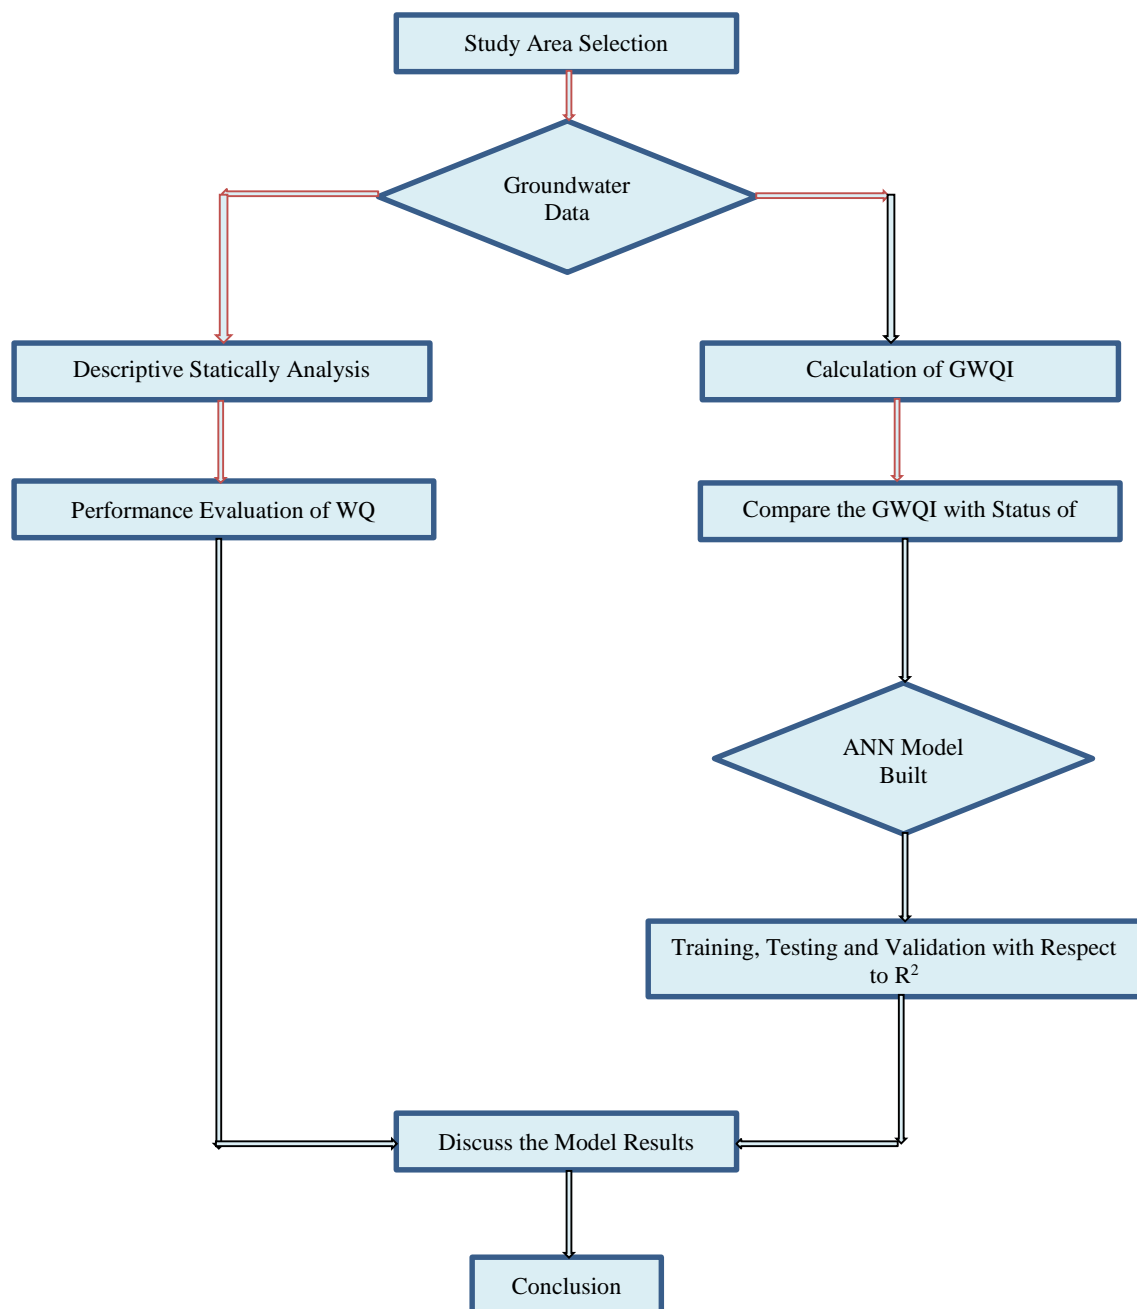 Study Area Selection
Groundwater
Data
Descriptive Statically Analysis
Calculation of GWQI
Performance Evaluation of WQ
Compare the GWQI with Status of
ANN Model
Built
Training, Testing and Validation with Respect
to R²
Discuss the Model Results
Conclusion